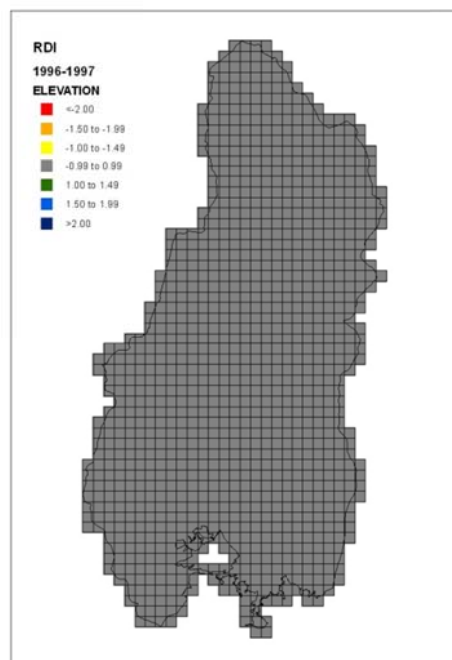 RDI
1996-1997
ELEVATION
<-2.00
-1.50 to -1.99
-1.00 to -1.49
-0.99 to 0.99
1.00 to 1.49
1.50 to 1.99
>2.00